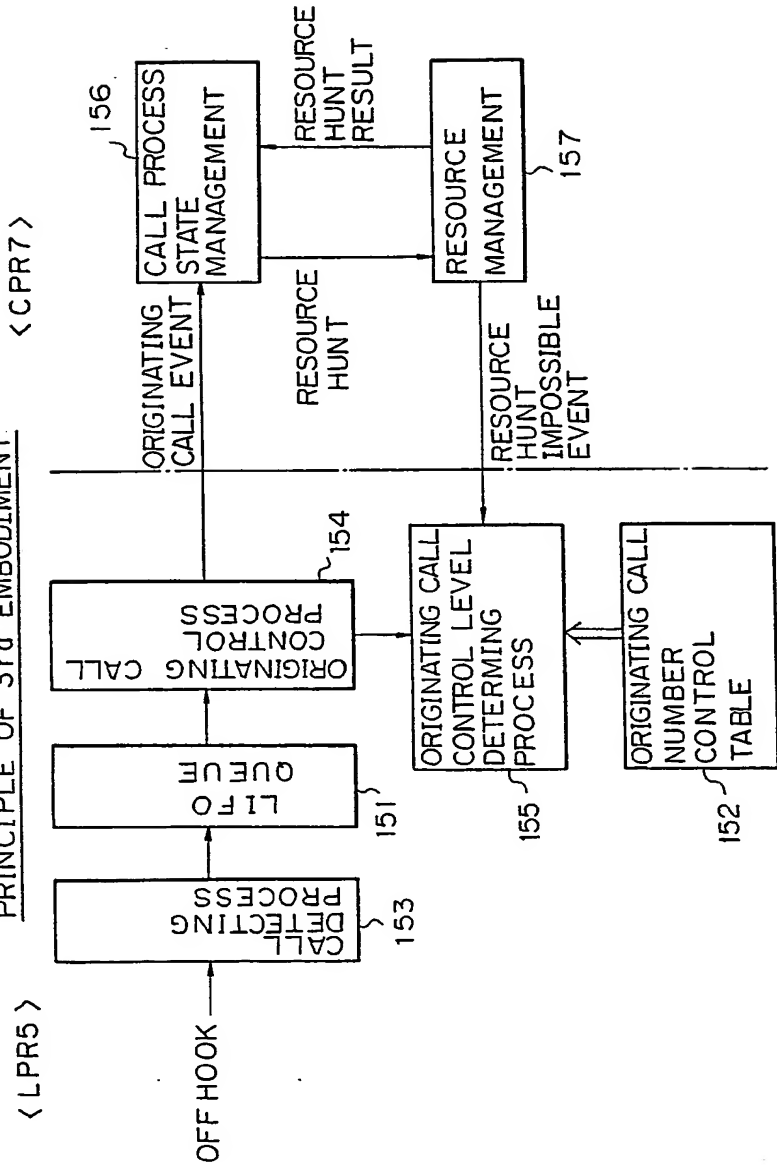 PRINCIPLE OF 3rd EMBODIMENT
<LPR5>
<CPR7>
OFF HOOK
CALL
DETECTING
PROCESS
153
LIFO
QUEUE
151
ORIGINATING CALL
CONTROL
PROCESS
154
ORIGINATING
CALL EVENT
156
CALL PROCESS
STATE
MANAGEMENT
RESOURCE
HUNT
RESOURCE
HUNT
RESULT
RESOURCE MANAGEMENT
157
RESOURCE
HUNT
IMPOSSIBLE
EVENT
ORIGINATING CALL
CONTROL LEVEL
DETERMING
PROCESS
155
ORIGINATING CALL
NUMBER
CONTROL
TABLE
152